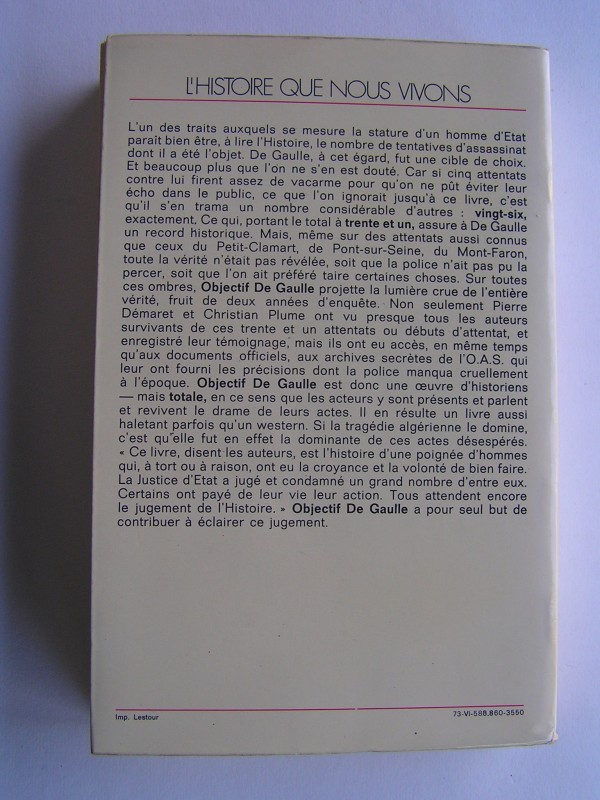 L'HISTOIRE QUE NOUS VIVONS
L'un des traits auxquels se mesure la stature d'un homme d'Etat
paraît bien être, à lire l'Histoire, le nombre de tentatives d'assassinat
dont il a été l'objet. De Gaulle, à cet égard, fut une cible de choix.
Et beaucoup plus que l'on ne s'en est douté. Car si cinq attentats
contre lui firent assez de vacarme pour qu'on ne pût éviter leur
écho dans le public, ce que l'on ignorait jusqu'à ce livre, c'est
qu'il s'en trama un nombre considérable d'autres : vingt-six,
exactement. Ce qui, portant le total à trente et un, assure à De Gaulle
un record historique. Mais, même sur des attentats aussi connus
que ceux du Petit-Clamart, de Pont-sur-Seine, du Mont-Faron,
toute la vérité n'était pas révélée, soit que la police n'ait pas pu la
percer, soit que l'on ait préféré taire certaines choses. Sur toutes
ces ombres, Objectif De Gaulle projette la lumière crue de l'entière
vérité, fruit de deux années d'enquête. Non seulement Pierre
Démaret et Christian Plume ont vu presque tous les auteurs
survivants de ces trente et un attentats ou débuts d'attentat, et
enregistré leur témoignage, mais ils ont eu accès, en même temps
qu'aux documents officiels, aux archives secrètes de l'O.A.S. qui
leur ont fourni les précisions dont la police manqua cruellement
à l'époque. Objectif De Gaulle est donc une œuvre d'historiens
— mais totale, en ce sens que les acteurs y sont présents et parlent
et revivent le drame de leurs actes. Il en résulte un livre aussi
haletant parfois qu'un western. Si la tragédie algérienne le domine,
c'est qu'elle fut en effet la dominante de ces actes désespérés.
« Ce livre, disent les auteurs, est l'histoire d'une poignée d'hommes
qui, à tort ou à raison, ont eu la croyance et la volonté de bien faire.
La Justice d'Etat a jugé et condamné un grand nombre d'entre eux.
Certains ont payé de leur vie leur action. Tous attendent encore
le jugement de l'Histoire. » Objectif De Gaulle a pour seul but de
contribuer à éclairer ce jugement.
Imp. Lestour
73-VI-588.860-3550